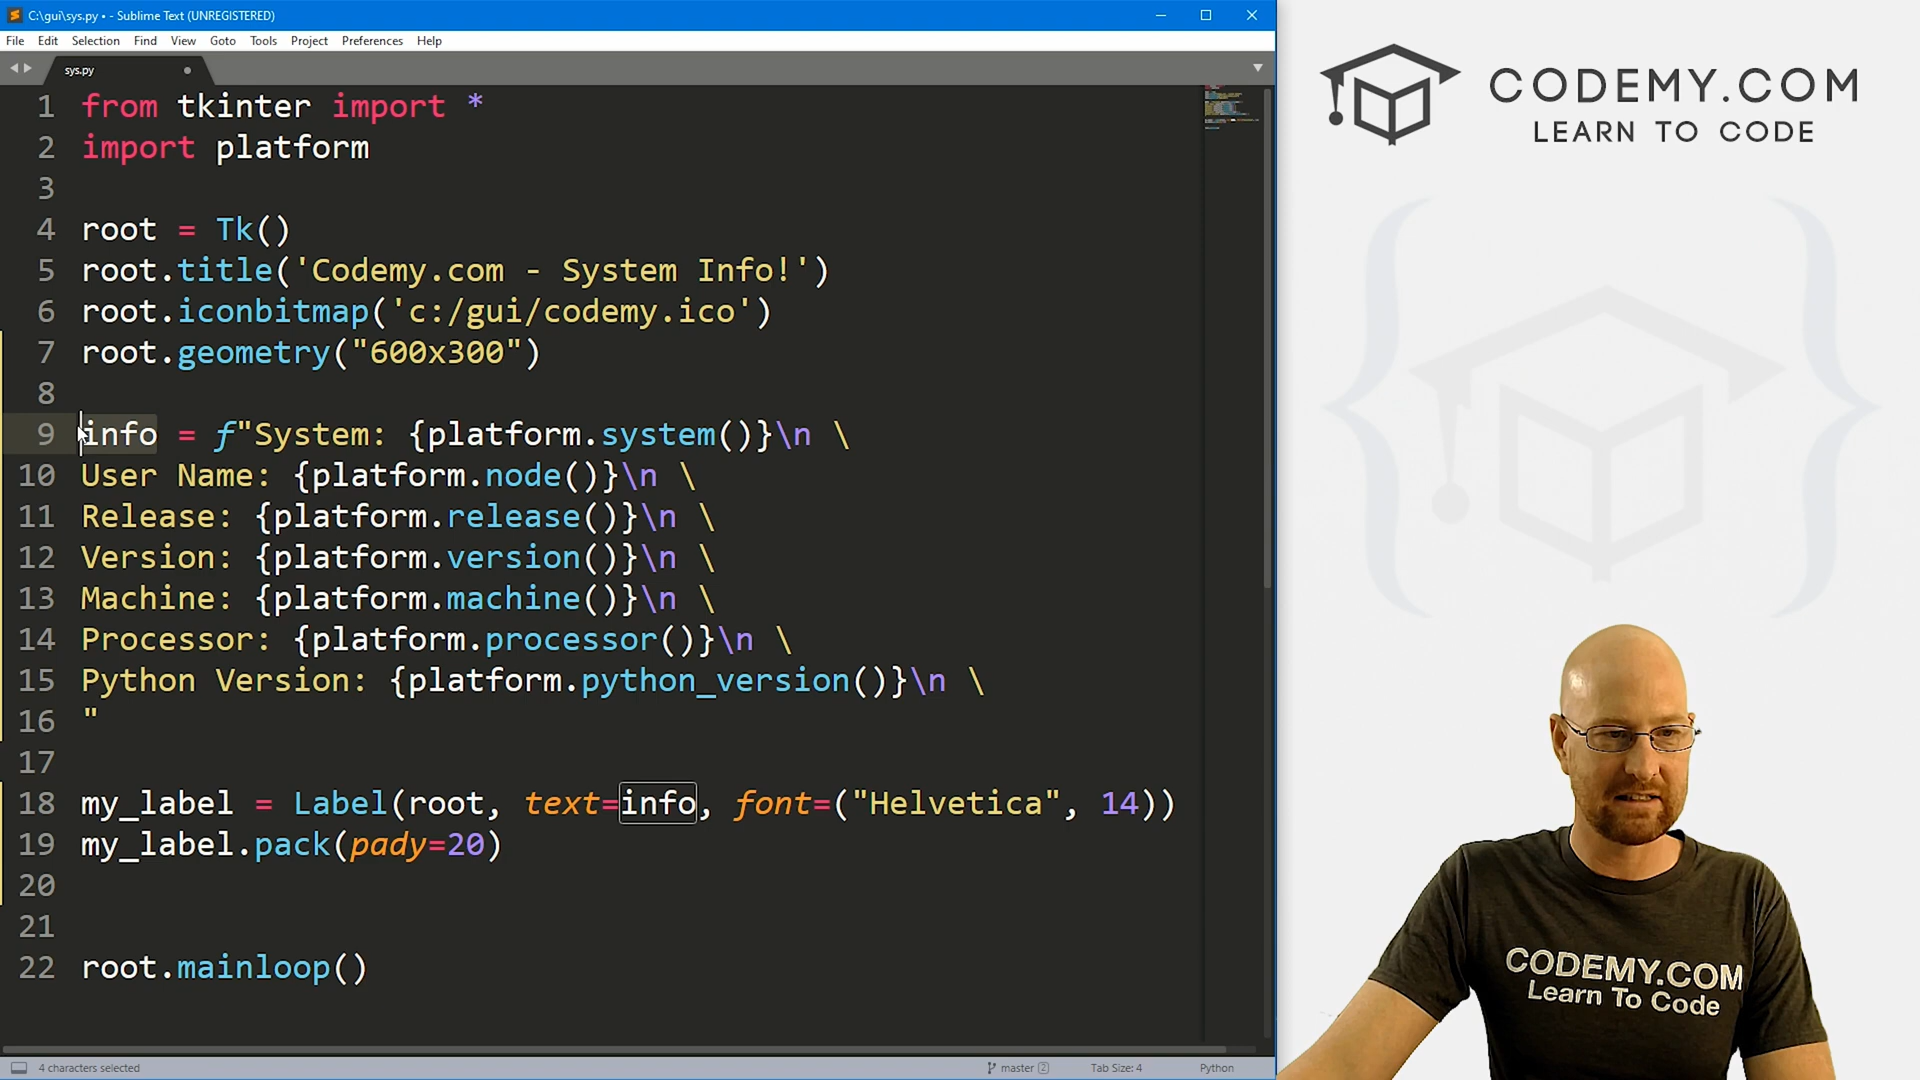 C:\gui\sys.py • - Sublime Text (UNREGISTERED)
File Edit Selection Find View Goto Tools Project Preferences Help
sys.py
1 from tkinter import *
2 import platform
3
4 root = Tk()
5 root.title('Codemy.com - System Info!')
6 root.iconbitmap('c:/gui/codemy.ico')
7 root.geometry("600x300")
8
9 info = f"System: {platform.system()}\n \
10 User Name: {platform.node()}\n \
11 Release: {platform.release()}\n \
12 Version: {platform.version()}\n \
13 Machine: {platform.machine()}\n \
14 Processor: {platform.processor()}\n \
15 Python Version: {platform.python_version()}\n \
16 "
17
18 my_label = Label(root, text=info, font=("Helvetica", 14))
19 my_label.pack(pady=20)
20
21
22 root.mainloop()
4 characters selected
master 2
Tab Size: 4
Python
CODEMY.COM
LEARN TO CODE
CODEMY.COM
Learn To Code